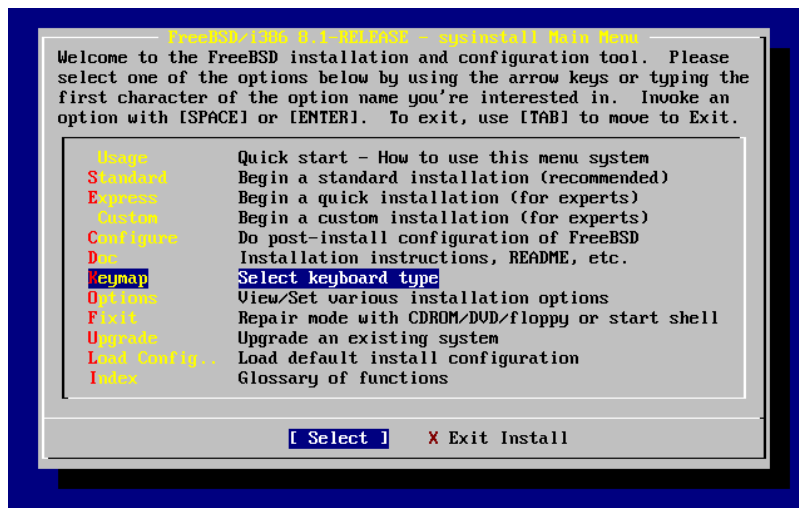 FreeBSD/i386 8.1-RELEASE - sysinstall Main Menu
Welcome to the FreeBSD installation and configuration tool.  Please
select one of the options below by using the arrow keys or typing the
first character of the option name you're interested in.  Invoke an
option with [SPACE] or [ENTER].  To exit, use [TAB] to move to Exit.
Usage Quick start - How to use this menu system
Standard Begin a standard installation (recommended)
Express Begin a quick installation (for experts)
Custom Begin a custom installation (for experts)
Configure Do post-install configuration of FreeBSD
Doc Installation instructions, README, etc.
Keymap Select keyboard type
Options View/Set various installation options
Fixit Repair mode with CDROM/DVD/floppy or start shell
Upgrade Upgrade an existing system
Load Config.. Load default install configuration
Index Glossary of functions
[ Select ] X Exit Install